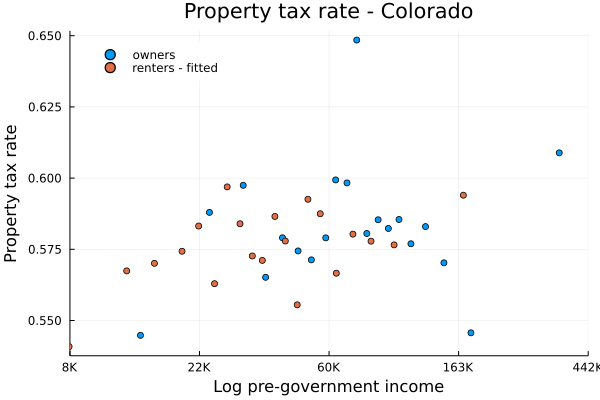 Property tax rate - Colorado
owners
renters - fitted
Property tax rate
0.650
0.625
0.600
0.575
0.550
8K
22K
60K
163K
442K
Log pre-government income